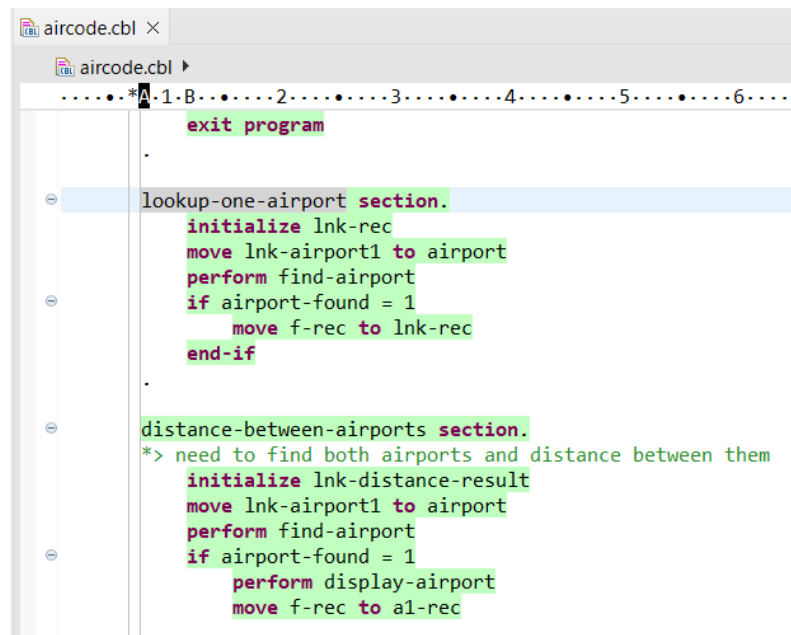 aircode.cbl
aircode.cbl
····•·*A·1·B··•····2····•····3····•····4····•····5····•····6····
exit program
.
lookup-one-airport section.
initialize lnk-rec
move lnk-airport1 to airport
perform find-airport
if airport-found = 1
move f-rec to lnk-rec
end-if
.
distance-between-airports section.
*> need to find both airports and distance between them
initialize lnk-distance-result
move lnk-airport1 to airport
perform find-airport
if airport-found = 1
perform display-airport
move f-rec to a1-rec